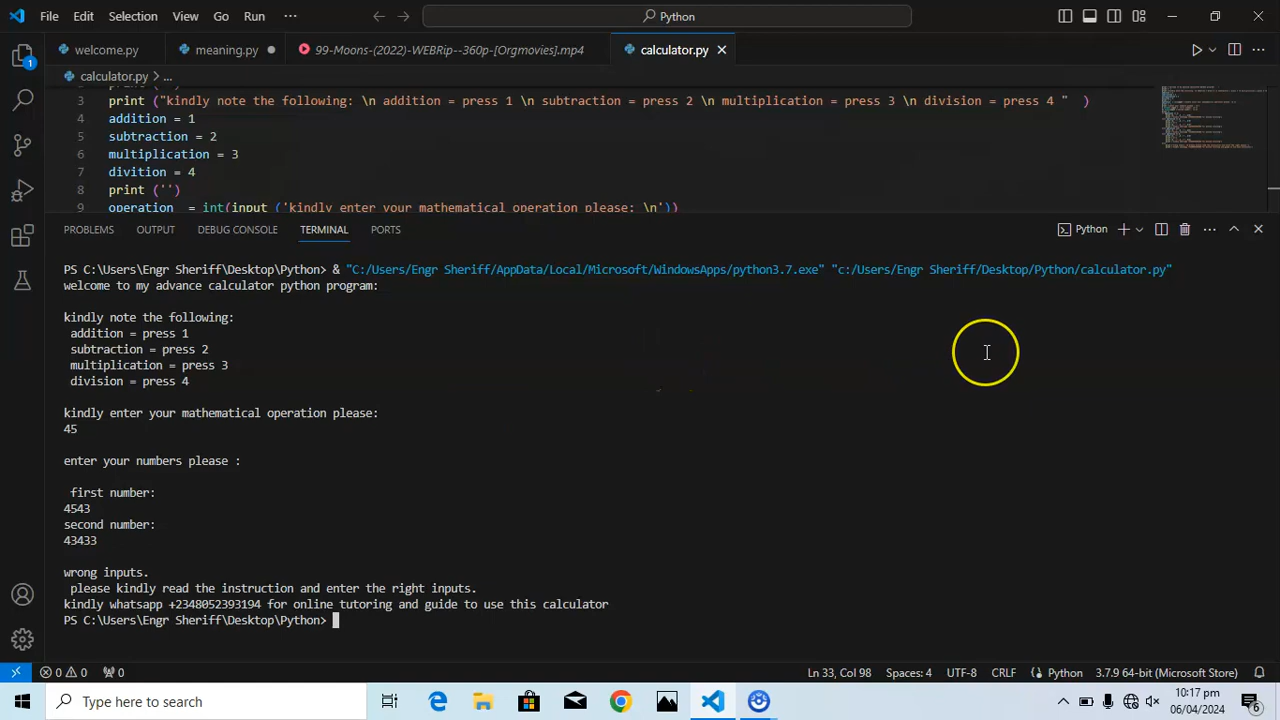 File Edit Selection View Go Run ··· Python
welcome.py meaning.py 99-Moons-(2022)-WEBRip--360p-[Orgmovies].mp4 calculator.py
calculator.py > ...
3 print ("kindly note the following: \n addition = press 1 \n subtraction = press 2 \n multiplication = press 3 \n division = press 4 " )
4 addition = 1
5 subtraction = 2
6 multiplication = 3
7 divition = 4
8 print ('')
9 operation = int(input ('kindly enter your mathematical operation please: \n'))
PROBLEMS OUTPUT DEBUG CONSOLE TERMINAL PORTS Python
PS C:\Users\Engr Sheriff\Desktop\Python> & "C:/Users/Engr Sheriff/AppData/Local/Microsoft/WindowsApps/python3.7.exe" "c:/Users/Engr Sheriff/Desktop/Python/calculator.py"
welcome to my advance calculator python program:
kindly note the following:
addition = press 1
subtraction = press 2
multiplication = press 3
division = press 4
kindly enter your mathematical operation please:
45
enter your numbers please :
first number:
4543
second number:
43433
wrong inputs.
please kindly read the instruction and enter the right inputs.
kindly whatsapp +2348052393194 for online tutoring and guide to use this calculator
PS C:\Users\Engr Sheriff\Desktop\Python>
0 0 0 Ln 33, Col 98 Spaces: 4 UTF-8 CRLF Python 3.7.9 64-bit (Microsoft Store)
Type here to search 10:17 pm
06/04/2024 6